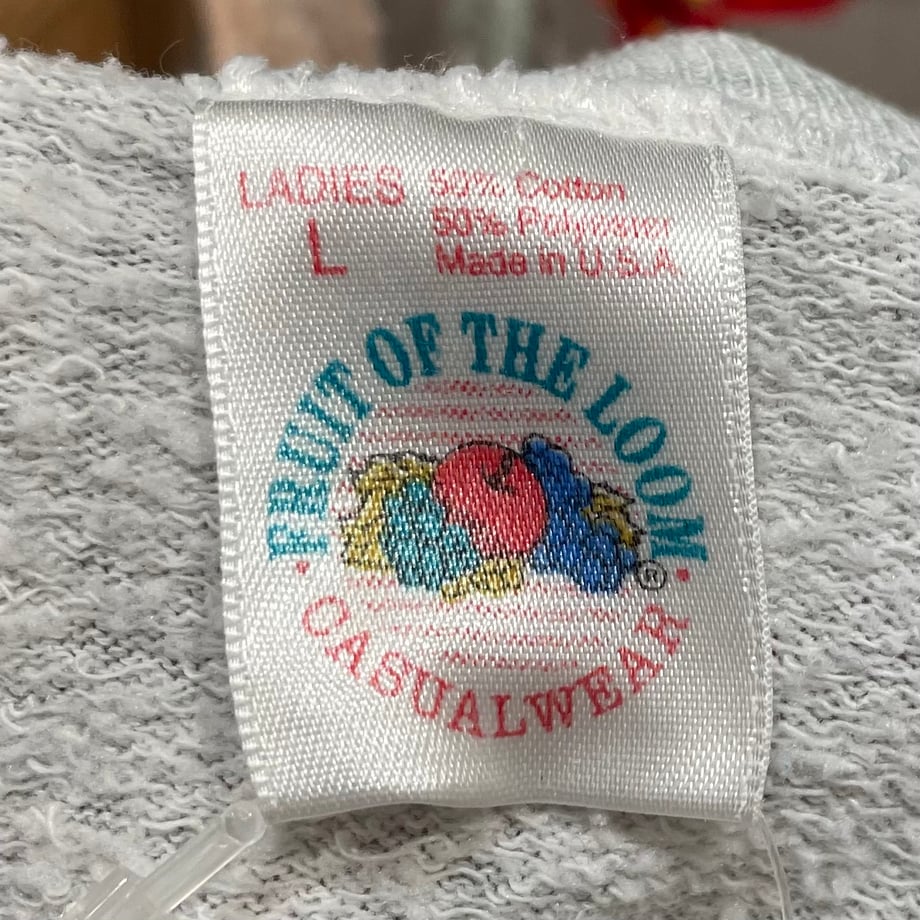 LADIES
L
50% Cotton
50% Polyester
Made in U.S.A.
FRUIT OF THE LOOM
®
CASUALWEAR